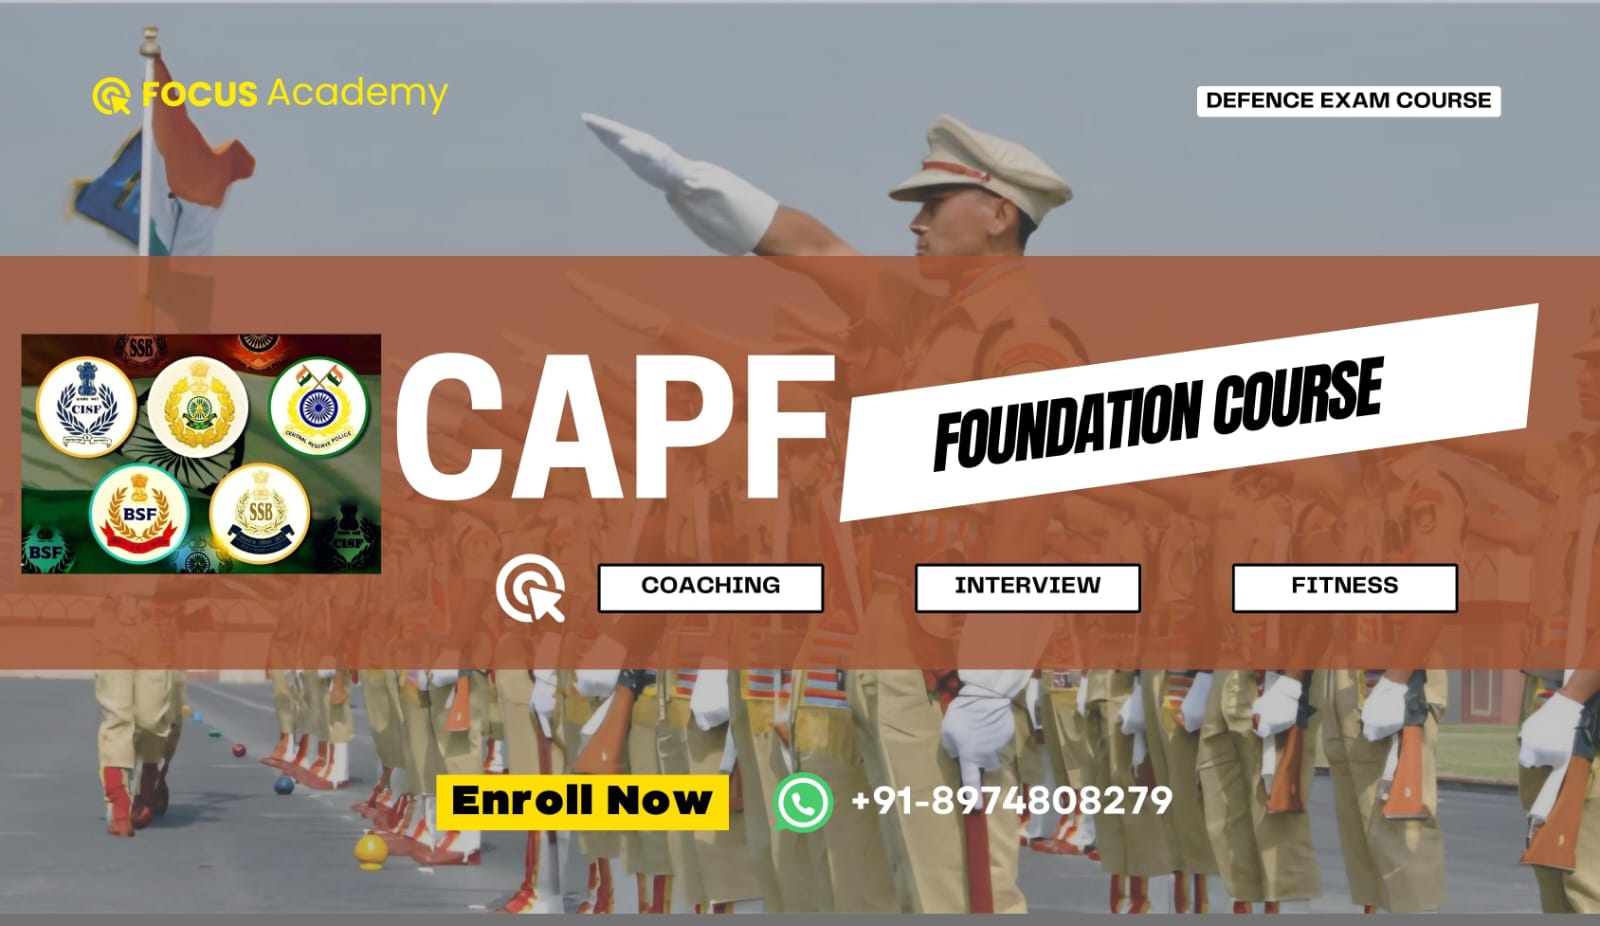 FOCUS Academy
DEFENCE EXAM COURSE
SSB
CISF
CENTRAL RESERVE POLICE
BSF
SSB
BSF
CISF
CAPF
FOUNDATION COURSE
COACHING
INTERVIEW
FITNESS
Enroll Now
+91-8974808279